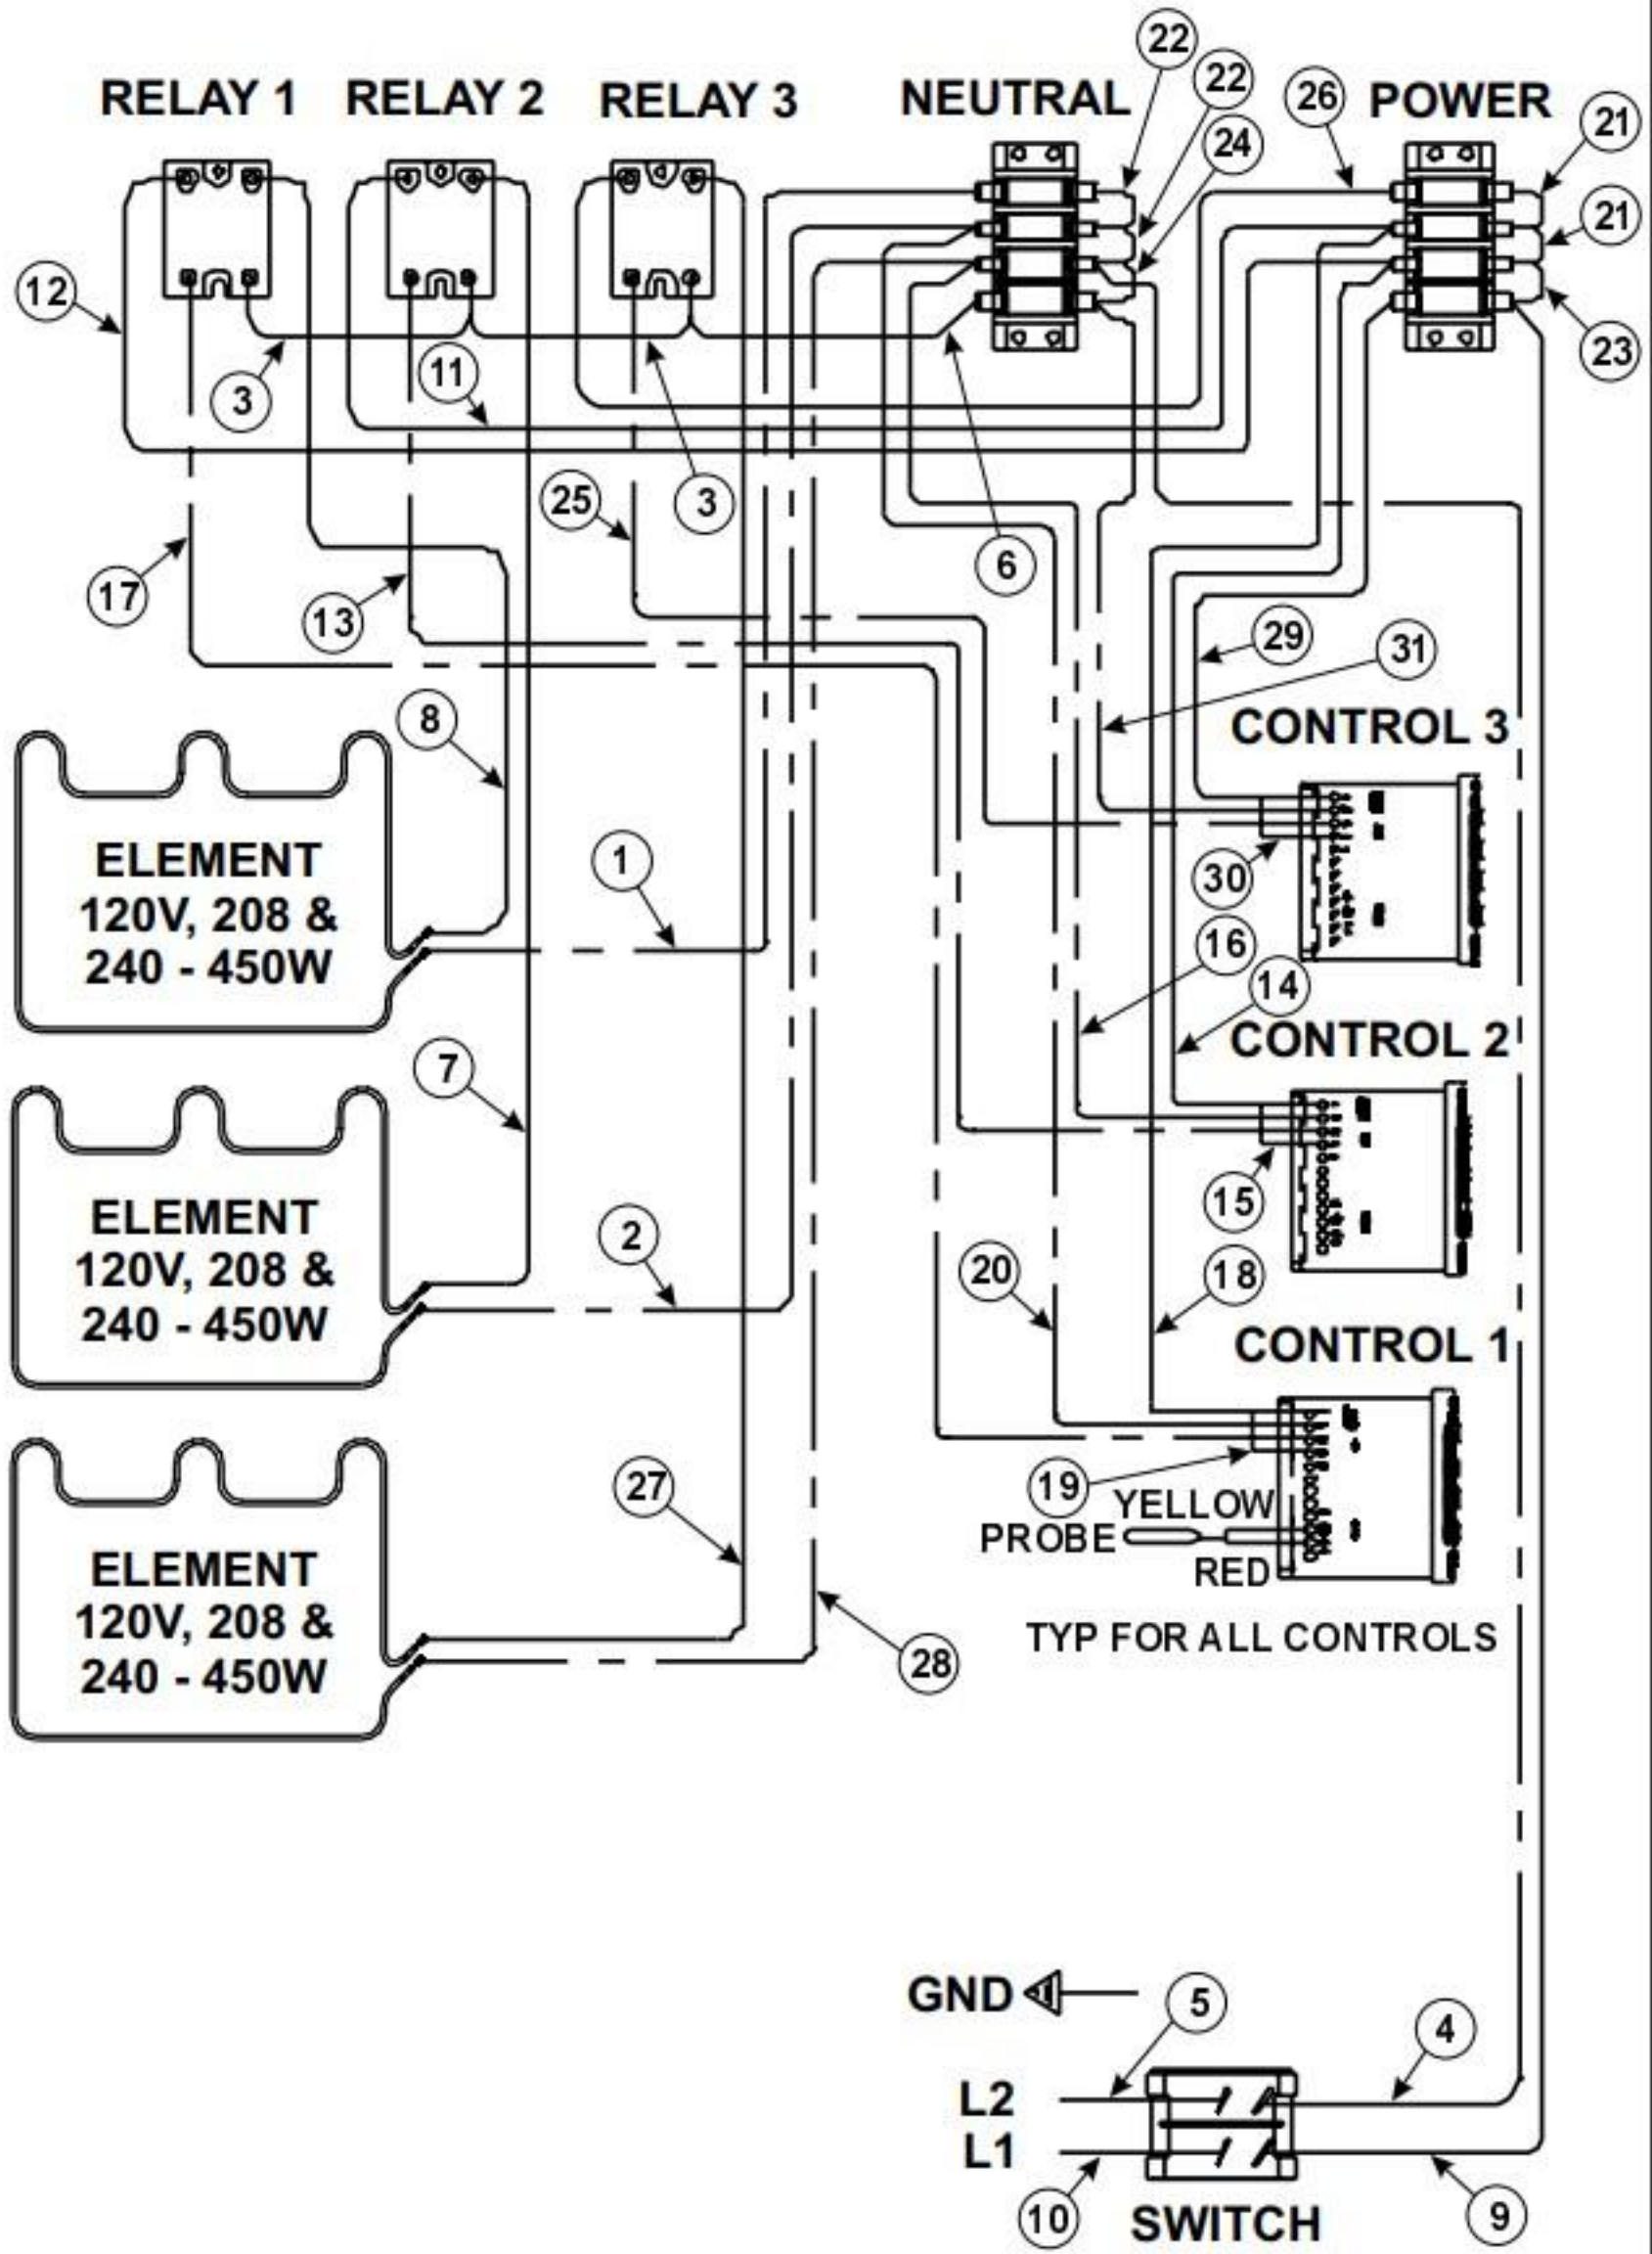 22
RELAY 1 RELAY 2 RELAY 3 NEUTRAL 22 26 POWER
21
24
21
12
23
3 11
25 3
6
17 13
29 31
8 CONTROL 3
ELEMENT
120V, 208 &
240 - 450W
1
30
16
14
7 CONTROL 2
ELEMENT
120V, 208 &
240 - 450W
2
15
20 18
CONTROL 1
27
19 YELLOW
PROBE
RED
ELEMENT
120V, 208 &
240 - 450W
TYP FOR ALL CONTROLS
28
GND
5
4
L2
L1
10 SWITCH 9